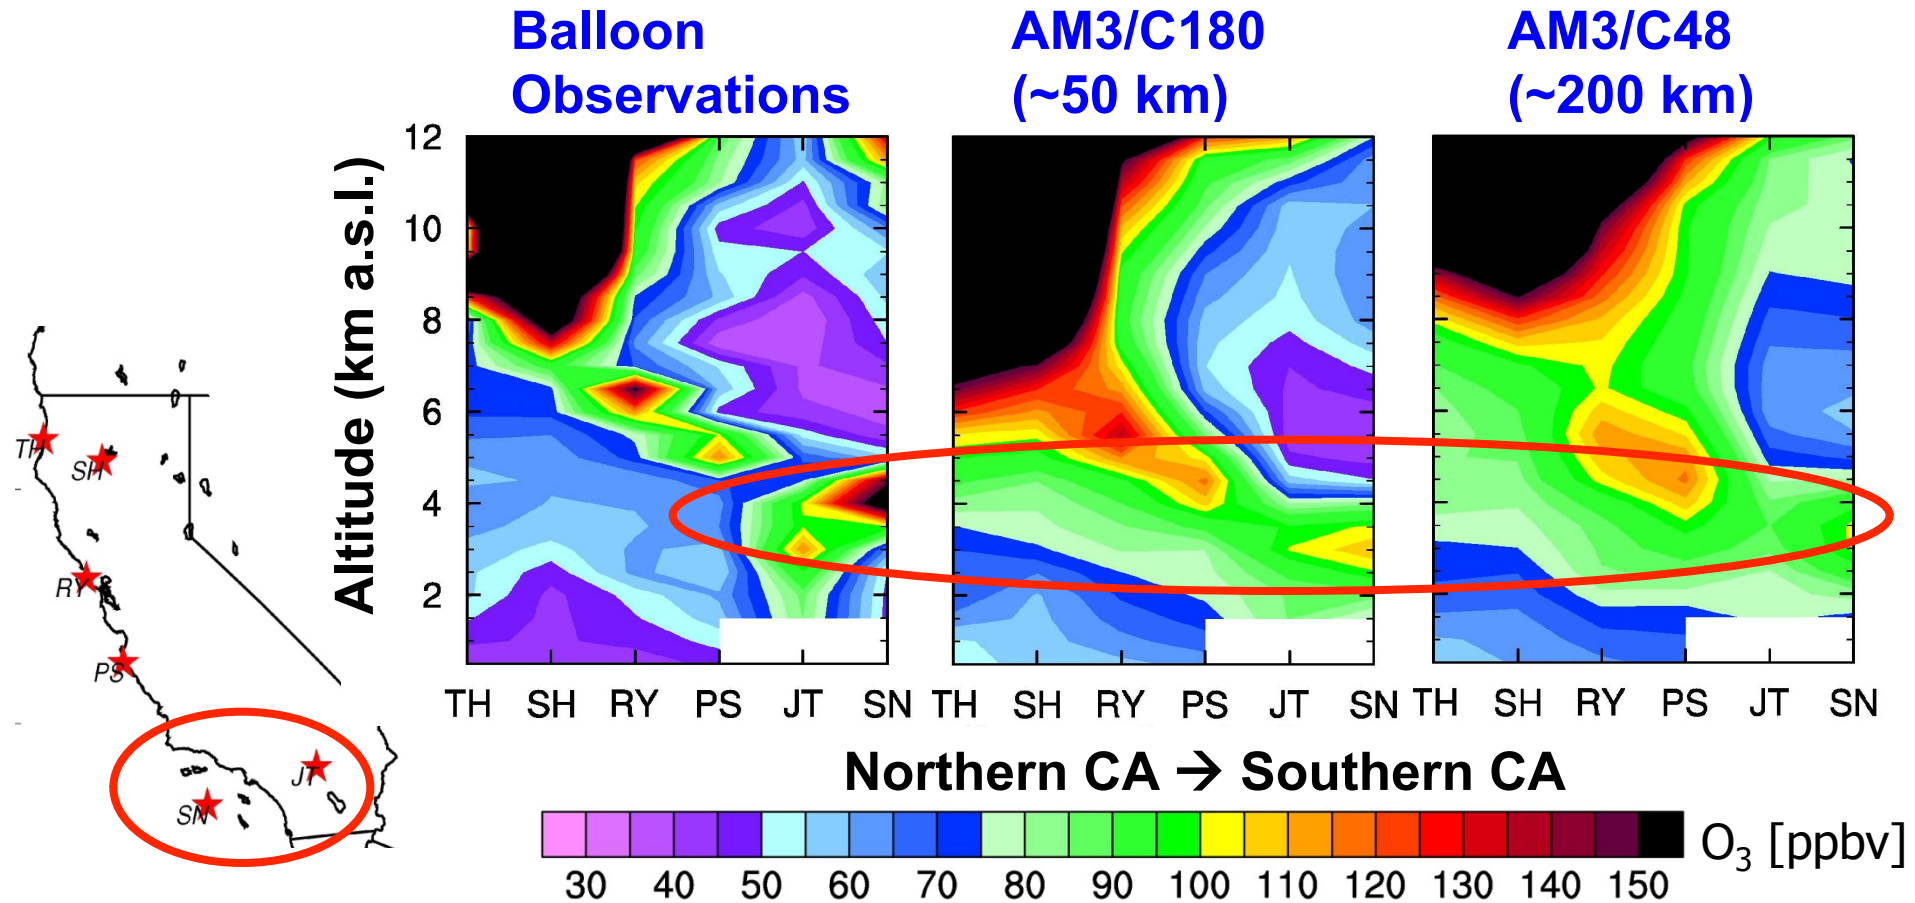 Balloon
Observations
AM3/C180
(~50 km)
AM3/C48
(~200 km)
Altitude (km a.s.l.)
12
10
8
6
4
2
TH
SH
RY
PS
JT
SN
TH SH RY PS JT SN
TH SH RY PS JT SN
TH SH RY PS JT SN
Northern CA → Southern CA
30 40 50 60 70 80 90 100 110 120 130 140 150
O₃ [ppbv]